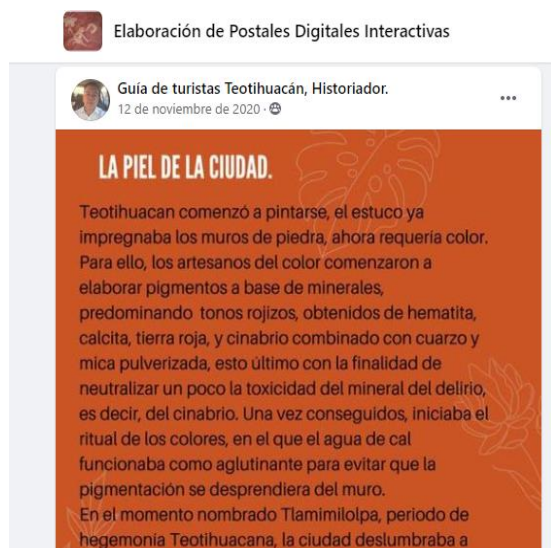 Elaboración de Postales Digitales Interactivas
Guía de turistas Teotihuacán, Historiador.
12 de noviembre de 2020 ·
LA PIEL DE LA CIUDAD.
Teotihuacan comenzó a pintarse, el estuco ya
impregnaba los muros de piedra, ahora requería color.
Para ello, los artesanos del color comenzaron a
elaborar pigmentos a base de minerales,
predominando tonos rojizos, obtenidos de hematita,
calcita, tierra roja, y cinabrio combinado con cuarzo y
mica pulverizada, esto último con la finalidad de
neutralizar un poco la toxicidad del mineral del delirio,
es decir, del cinabrio. Una vez conseguidos, iniciaba el
ritual de los colores, en el que el agua de cal
funcionaba como aglutinante para evitar que la
pigmentación se desprendiera del muro.
En el momento nombrado Tlamimilolpa, periodo de
hegemonía Teotihuacana, la ciudad deslumbraba a